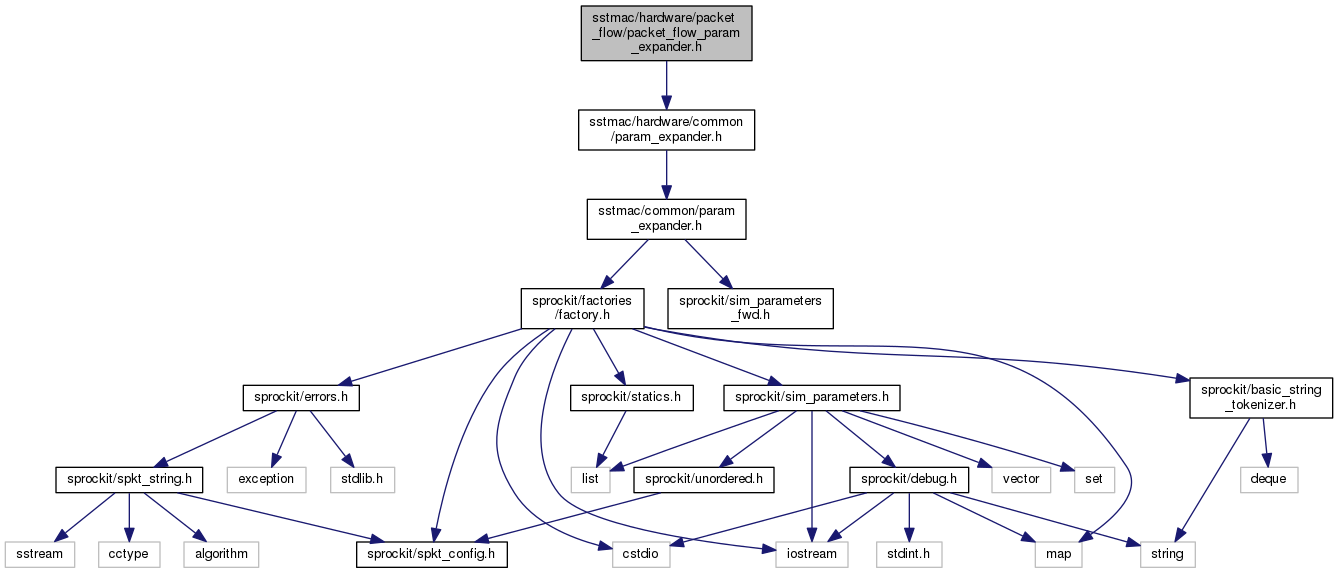 sstmac/hardware/packet
_flow/packet_flow_param
_expander.h
sstmac/hardware/common
/param_expander.h
sstmac/common/param
_expander.h
sprockit/factories
/factory.h
sprockit/sim_parameters
_fwd.h
sprockit/errors.h
sprockit/statics.h
sprockit/sim_parameters.h
sprockit/basic_string
_tokenizer.h
sprockit/spkt_string.h
exception
stdlib.h
list
sprockit/unordered.h
sprockit/debug.h
vector
set
deque
sstream
cctype
algorithm
sprockit/spkt_config.h
cstdio
iostream
stdint.h
map
string